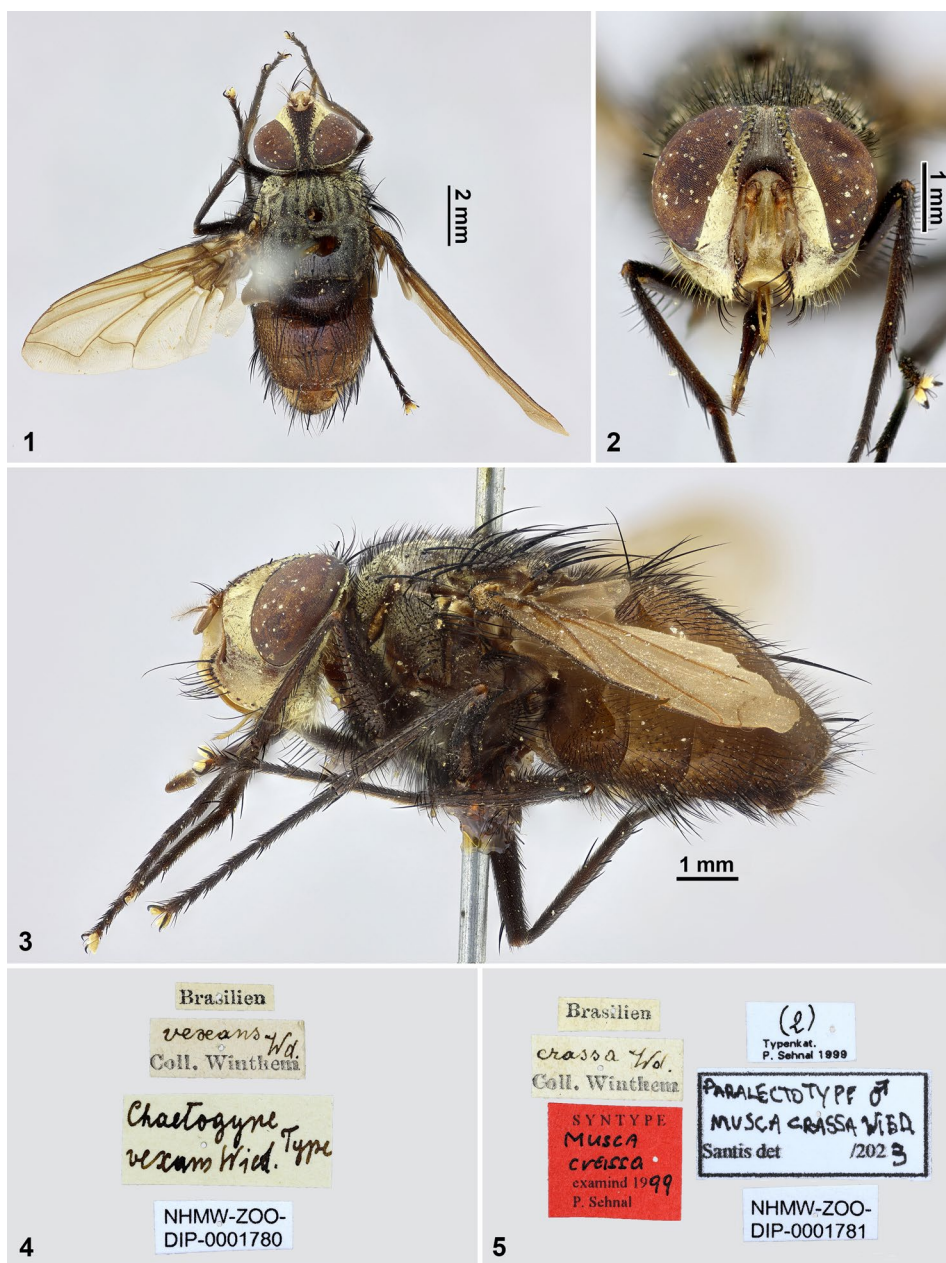 2 mm
1
1 mm
2
1 mm
3
Brasilien
vexans Wd.
Coll. Winthem
Chaetogyne
vexans Wied. Type
NHMW-ZOO-
DIP-0001780
4
Brasilien
crassa Wd.
Coll. Winthem
SYNTYPE
MUSCA
crassa
examind 1999
P. Sehnal
(2)
Typenkat.
P. Sehnal 1999
PARALECTOTYPE ♂
MUSCA CRASSA WIED
Santis det /2023
NHMW-ZOO-
DIP-0001781
5